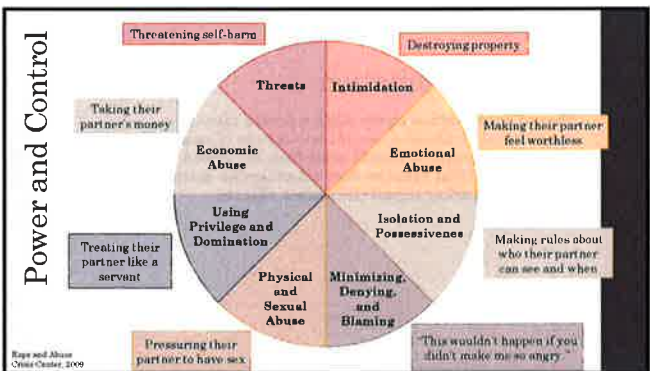 Power and Control
Threatening self-harm
Destroying property
Threats
Intimidation
Taking their
partner's money
Making their partner
feel worthless
Economic
Abuse
Emotional
Abuse
Using
Privilege and
Domination
Isolation and
Possessivenes
Treating their
partner like a
servant
Making rules about
who their partner
can see and when
Physical
and
Sexual
Abuse
Minimizing,
Denying,
and
Blaming
Pressuring their
partner to have sex
"This wouldn't happen if you
didn't make me so angry."
Rape and Abuse
Crisis Center, 2009